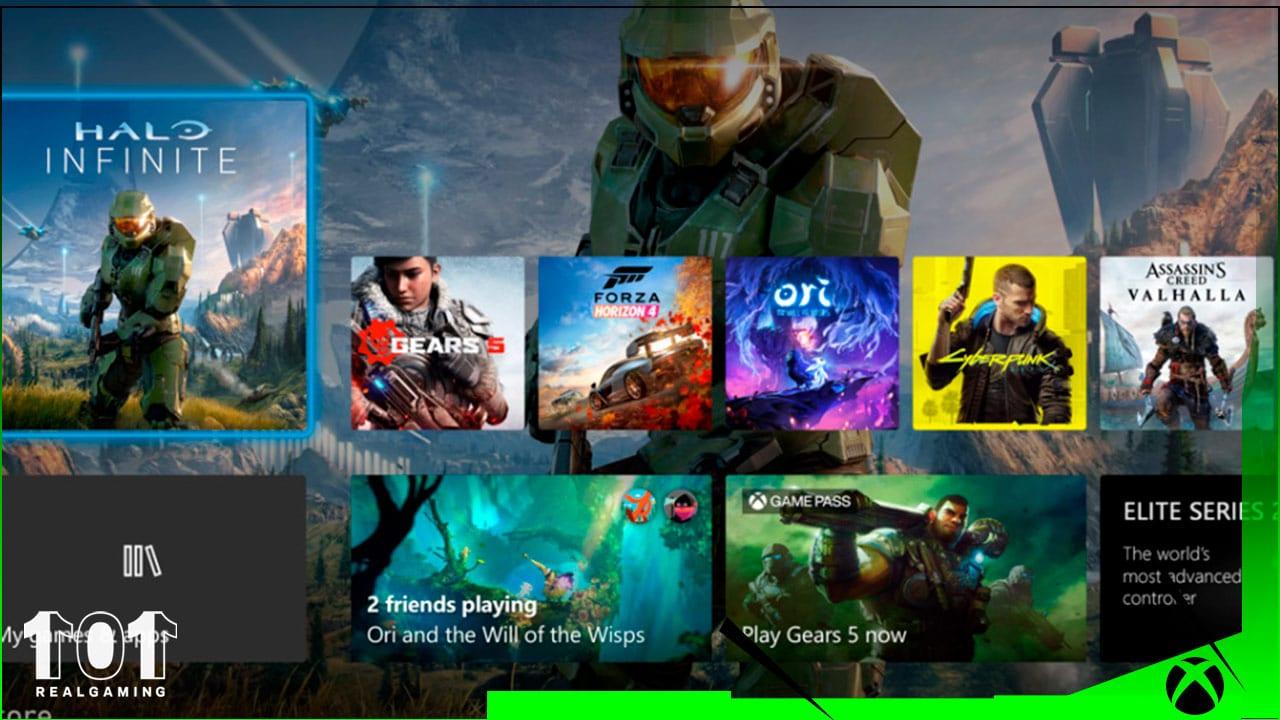 HALO
INFINITE
117
GEARS 5
FORZA
HORIZON 4
ori
CYBERPUNK
ASSASSIN'S
CREED
VALHALLA
2 friends playing
Ori and the Will of the Wisps
GAME PASS
Play Gears 5 now
ELITE SERIES 2
The world's
most advanced
controller
My games & apps
101
REALGAMING